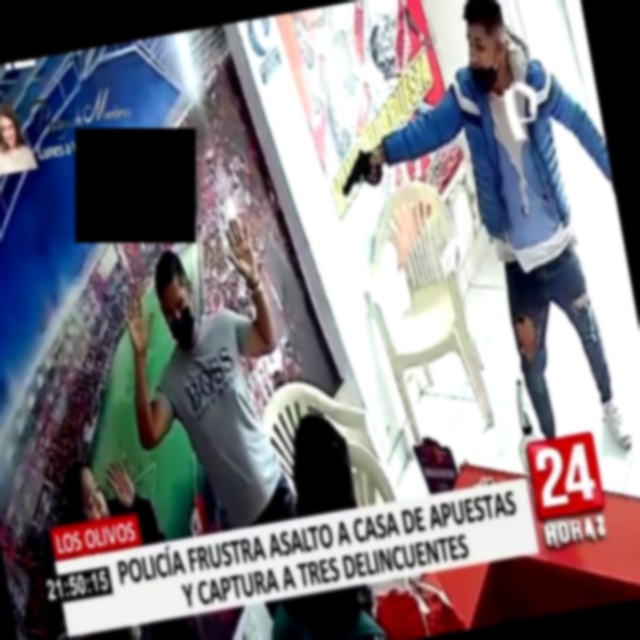 BOSS
LOS OLIVOS
21:50:15
POLICÍA FRUSTRA ASALTO A CASA DE APUESTAS
Y CAPTURA A TRES DELINCUENTES
24
HORAS